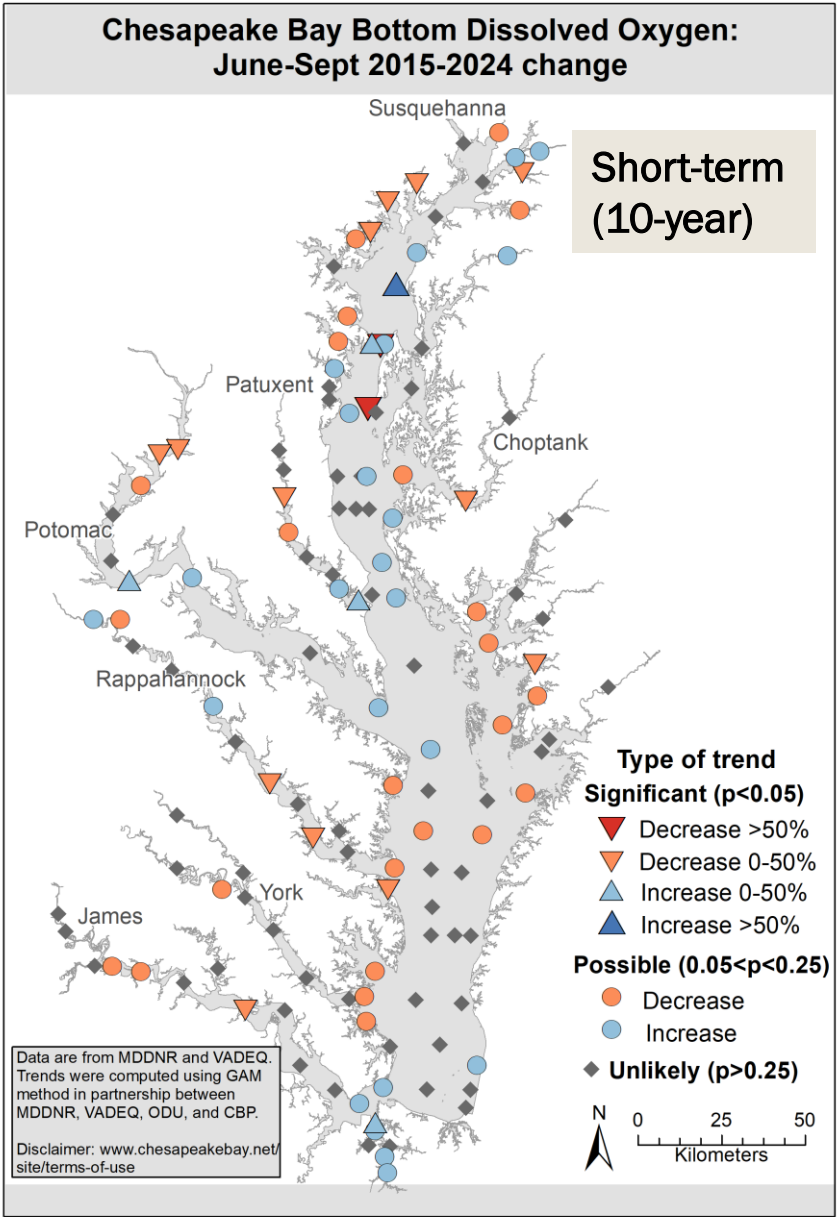 Chesapeake Bay Bottom Dissolved Oxygen:
June-Sept 2015-2024 change
Susquehanna
Short-term
(10-year)
Patuxent
Choptank
Potomac
Rappahannock
York
James
Type of trend
Significant (p<0.05)
Decrease >50%
Decrease 0-50%
Increase 0-50%
Increase >50%
Possible (0.05<p<0.25)
Decrease
Increase
Unlikely (p>0.25)
Data are from MDDNR and VADEQ.
Trends were computed using GAM
method in partnership between
MDDNR, VADEQ, ODU, and CBP.
Disclaimer: www.chesapeakebay.net/
site/terms-of-use
N
0 25 50
Kilometers